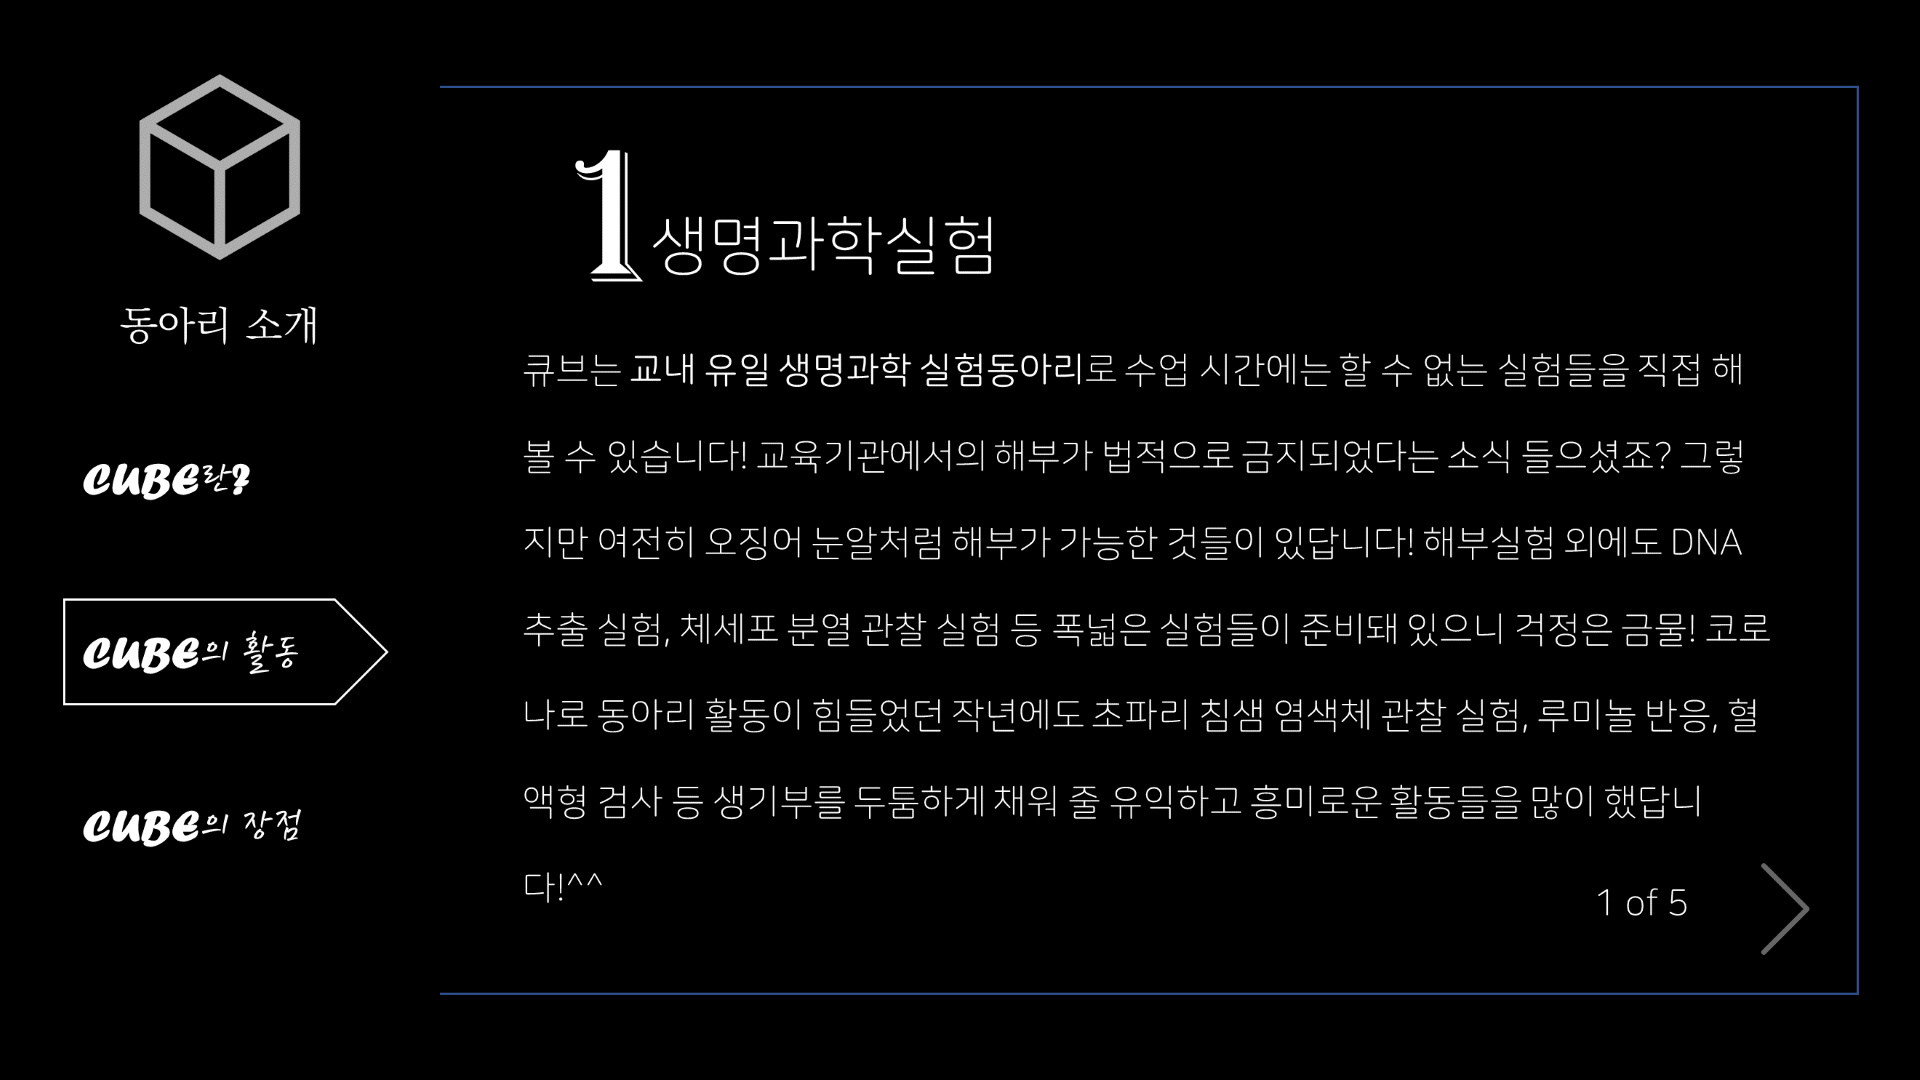 동아리 소개
CUBE란?
CUBE의 활동
CUBE의 장점
1 생명과학실험
큐브는 교내 유일 생명과학 실험동아리로 수업 시간에는 할 수 없는 실험들을 직접 해
볼 수 있습니다! 교육기관에서의 해부가 법적으로 금지되었다는 소식 들으셨죠? 그렇
지만 여전히 오징어 눈알처럼 해부가 가능한 것들이 있답니다! 해부실험 외에도 DNA
추출 실험, 체세포 분열 관찰 실험 등 폭넓은 실험들이 준비돼 있으니 걱정은 금물! 코로
나로 동아리 활동이 힘들었던 작년에도 초파리 침샘 염색체 관찰 실험, 루미놀 반응, 혈
액형 검사 등 생기부를 두툼하게 채워 줄 유익하고 흥미로운 활동들을 많이 했답니
다!^^
1 of 5